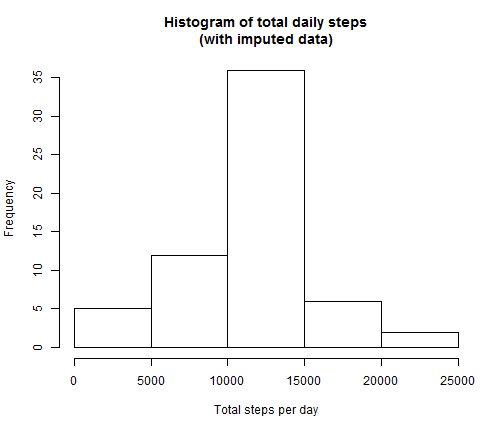 Histogram of total daily steps
(with imputed data)
35
30
25
20
15
10
5
0
Frequency
0 5000 10000 15000 20000 25000
Total steps per day